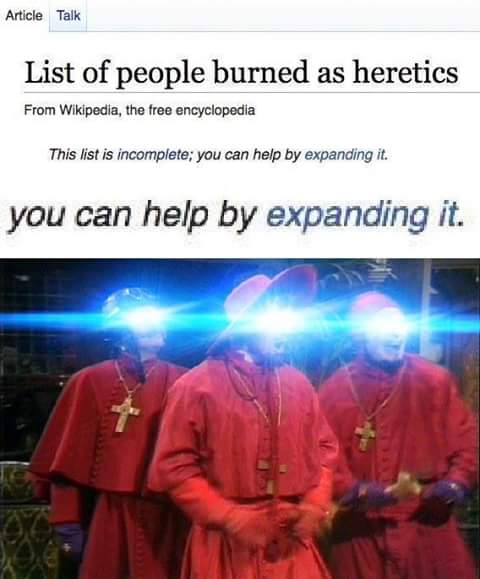 Article Talk
List of people burned as heretics
From Wikipedia, the free encyclopedia
This list is incomplete; you can help by expanding it.
you can help by expanding it.